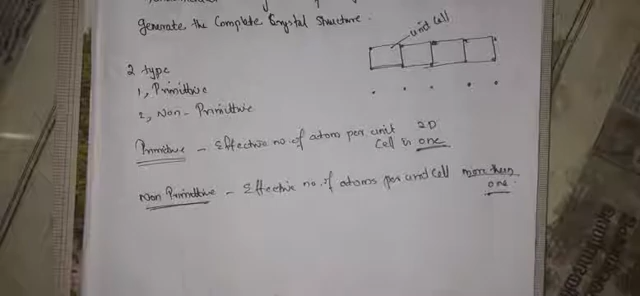 generate the Complete Crystal Structure.
unit cell
2 type
1, Primitive
2, Non-Primitive
Primitive - Effective no. of atoms per unit
2D
Cell is one
Non Primitive - Effective no. of atoms per unit Cell more than
one.